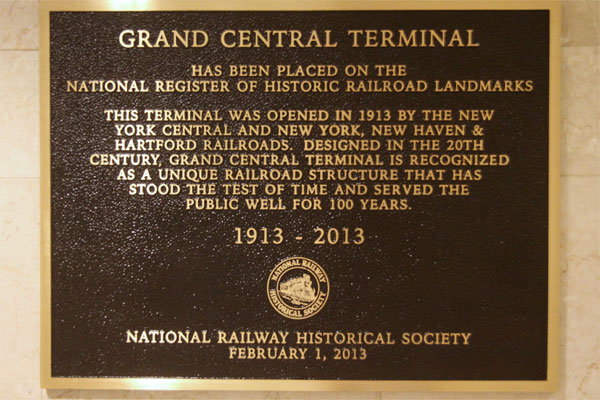 GRAND CENTRAL TERMINAL
HAS BEEN PLACED ON THE
NATIONAL REGISTER OF HISTORIC RAILROAD LANDMARKS
THIS TERMINAL WAS OPENED IN 1913 BY THE NEW
YORK CENTRAL AND NEW YORK, NEW HAVEN &
HARTFORD RAILROADS. DESIGNED IN THE 20TH
CENTURY, GRAND CENTRAL TERMINAL IS RECOGNIZED
AS A UNIQUE RAILROAD STRUCTURE THAT HAS
STOOD THE TEST OF TIME AND SERVED THE
PUBLIC WELL FOR 100 YEARS.
1913 - 2013
NATIONAL RAILWAY
HISTORICAL SOCIETY
NATIONAL RAILWAY HISTORICAL SOCIETY
FEBRUARY 1, 2013